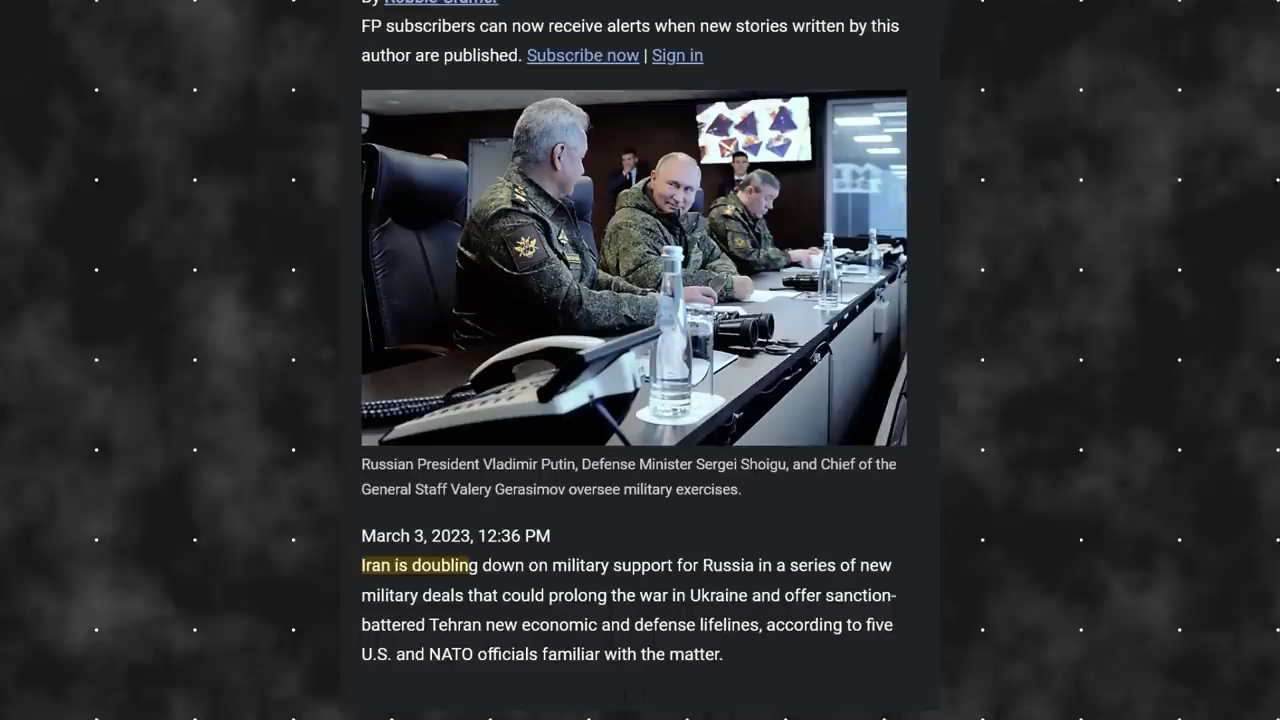 FP subscribers can now receive alerts when new stories written by this
author are published. Subscribe now | Sign in
Russian President Vladimir Putin, Defense Minister Sergei Shoigu, and Chief of the
General Staff Valery Gerasimov oversee military exercises.
March 3, 2023, 12:36 PM
Iran is doubling down on military support for Russia in a series of new
military deals that could prolong the war in Ukraine and offer sanction-
battered Tehran new economic and defense lifelines, according to five
U.S. and NATO officials familiar with the matter.